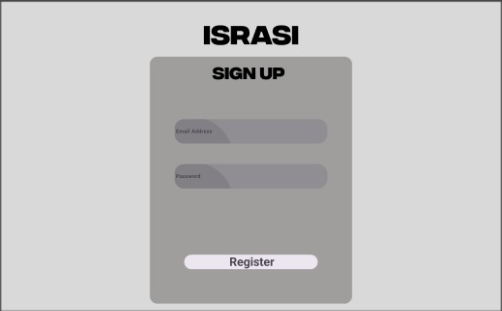 ISRASI
SIGN UP
Email Address
Password
Register